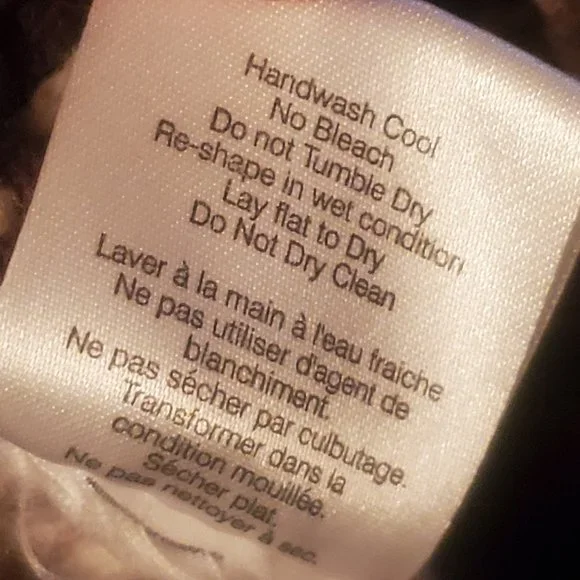 Handwash Cool
No Bleach
Do not Tumble Dry
Re-shape in wet condition
Lay flat to Dry
Do Not Dry Clean
Laver à la main à l'eau fraiche
Ne pas utiliser d'agent de
blanchiment.
Ne pas sécher par culbutage.
Transformer dans la
condition mouillée.
Sécher plat.
Ne pas nettoyer à sec.